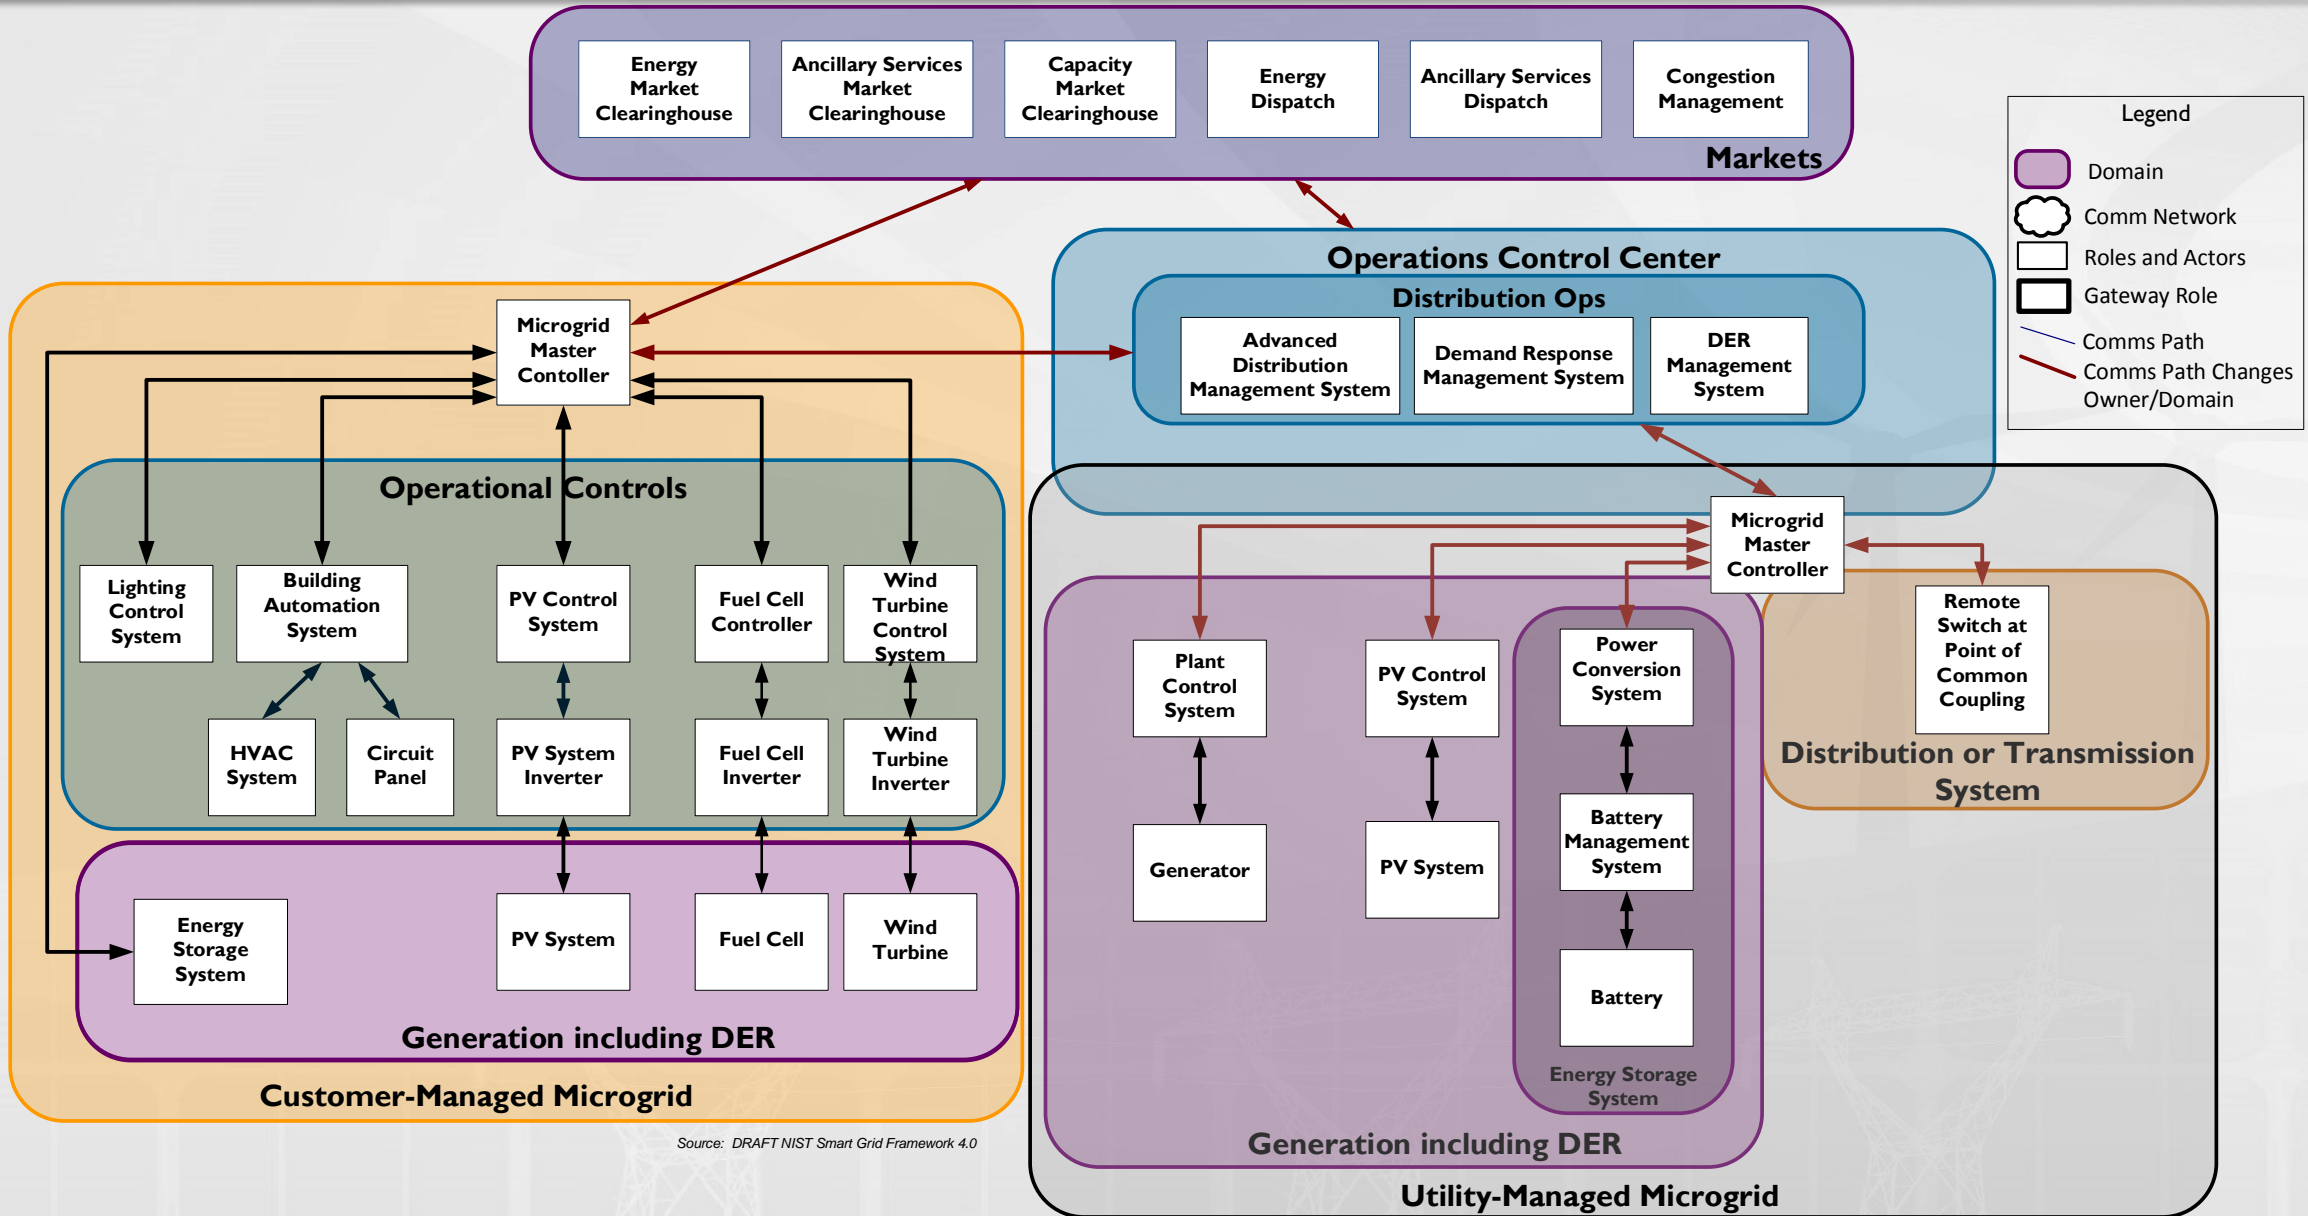 Energy
Market
Clearinghouse
Ancillary Services
Market
Clearinghouse
Capacity
Market
Clearinghouse
Energy
Dispatch
Ancillary Services
Dispatch
Congestion
Management
Markets
Legend
Domain
Comm Network
Roles and Actors
Gateway Role
Comms Path
Comms Path Changes
Owner/Domain
Operations Control Center
Distribution Ops
Advanced
Distribution
Management System
Demand Response
Management System
DER
Management
System
Microgrid
Master
Contoller
Operational Controls
Lighting
Control
System
Building
Automation
System
PV Control
System
Fuel Cell
Controller
Wind
Turbine
Control
System
HVAC
System
Circuit
Panel
PV System
Inverter
Fuel Cell
Inverter
Wind
Turbine
Inverter
Energy
Storage
System
PV System
Fuel Cell
Wind
Turbine
Generation including DER
Customer-Managed Microgrid
Source: DRAFT NIST Smart Grid Framework 4.0
Microgrid
Master
Controller
Plant
Control
System
PV Control
System
Power
Conversion
System
Remote
Switch at
Point of
Common
Coupling
Distribution or Transmission
System
Generator
PV System
Battery
Management
System
Battery
Energy Storage
System
Generation including DER
Utility-Managed Microgrid